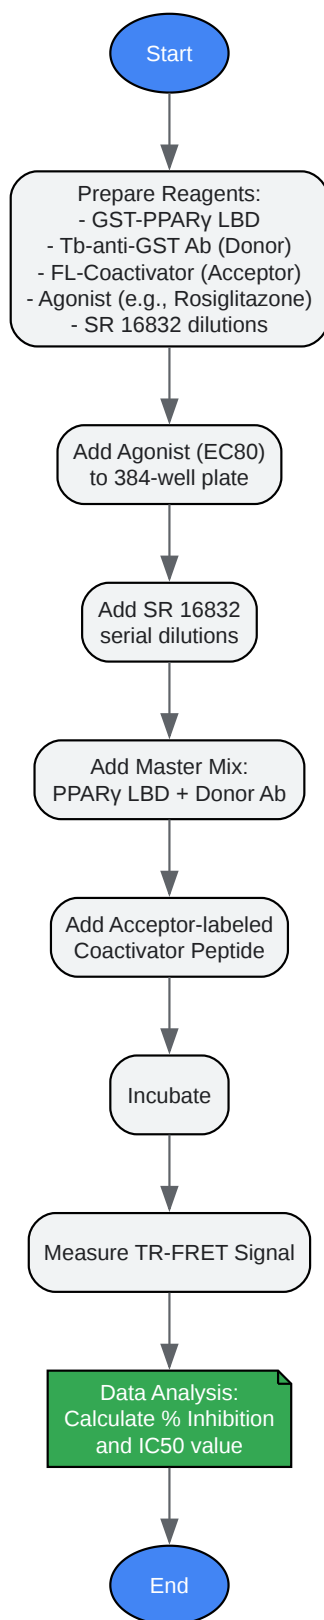 Start
Prepare Reagents:
- GST-PPARγ LBD
- Tb-anti-GST Ab (Donor)
- FL-Coactivator (Acceptor)
- Agonist (e.g., Rosiglitazone)
- SR 16832 dilutions
Add Agonist (EC80)
to 384-well plate
Add SR 16832
serial dilutions
Add Master Mix:
PPARγ LBD + Donor Ab
Add Acceptor-labeled
Coactivator Peptide
Incubate
Measure TR-FRET Signal
Data Analysis:
Calculate % Inhibition
and IC50 value
End